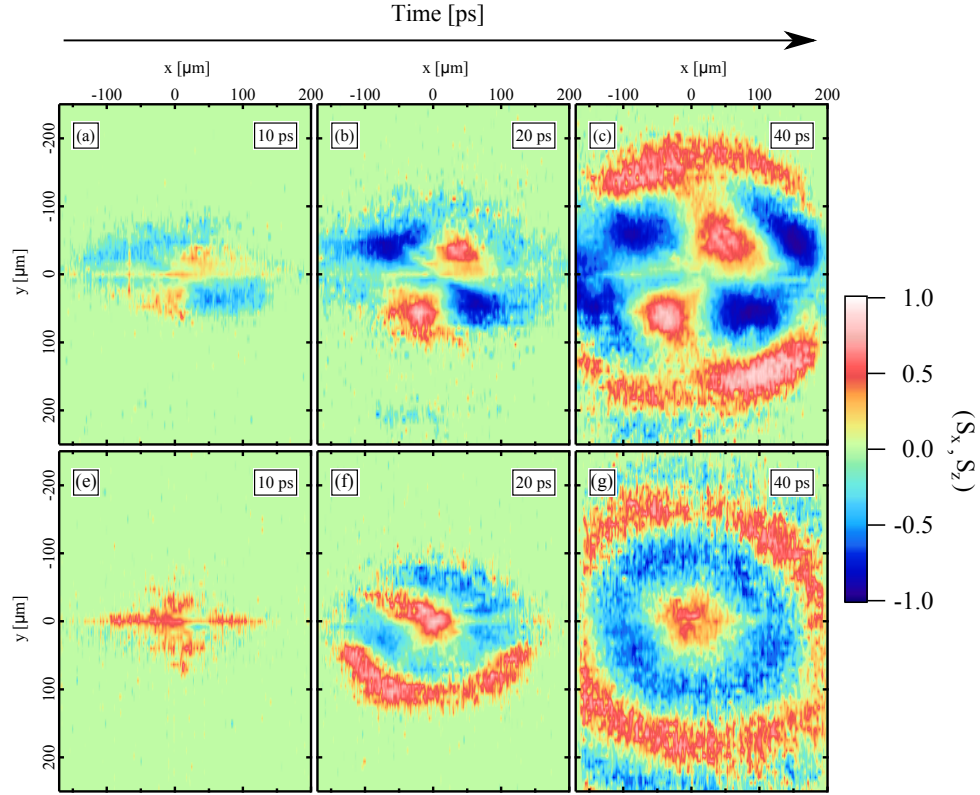 Time [ps]
x [µm] x [µm] x [µm]
-100 0 100 -100 0 100 200 -100 0 100 200
(a) 10 ps (b) 20 ps (c) 40 ps
-200
-100
y [µm] 0
100
200
1.0
0.5
0.0
-0.5
-1.0
(Sx, Sz)
(e) 10 ps (f) 20 ps (g) 40 ps
-200
-100
y [µm] 0
100
200